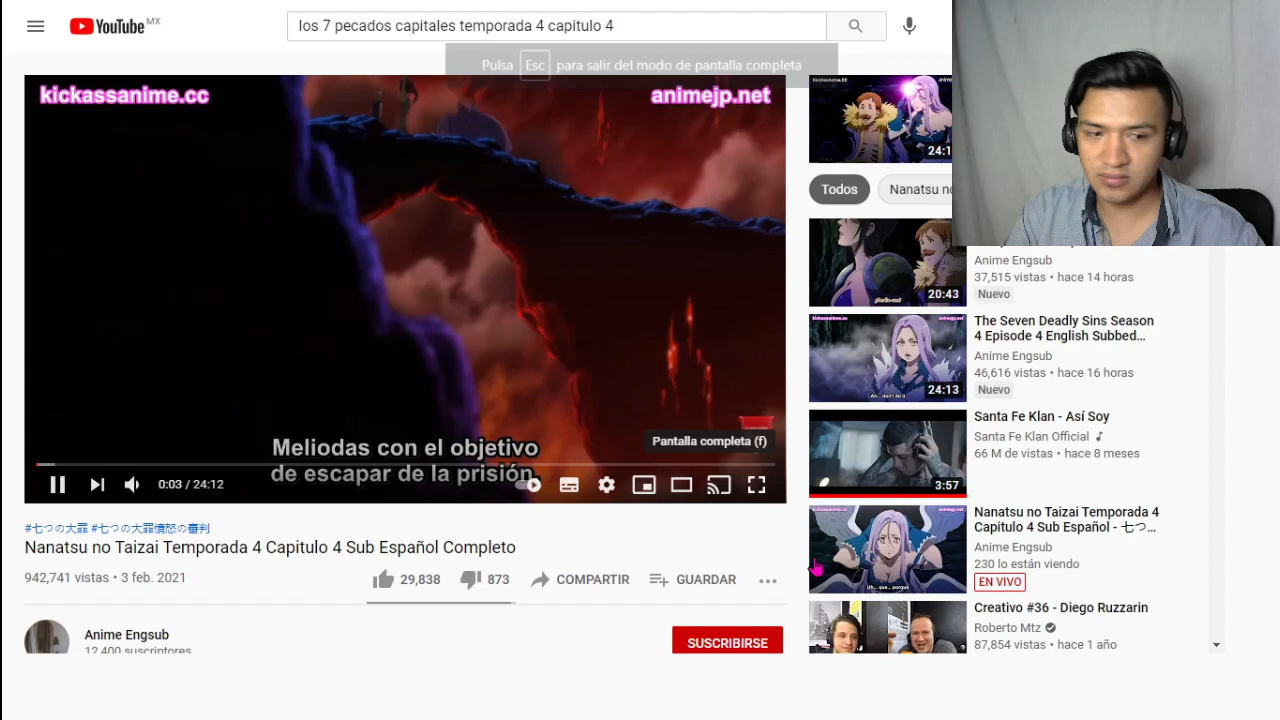 YouTube MX
los 7 pecados capitales temporada 4 capitulo 4
Pulsa Esc para salir del modo de pantalla completa
kickassanime.cc
animejp.net
Meliodas con el objetivo
de escapar de la prisión
Pantalla completa (f)
0:03 / 24:12
#七つの大罪 #七つの大罪憤怒の審判
Nanatsu no Taizai Temporada 4 Capitulo 4 Sub Español Completo
942,741 vistas • 3 feb. 2021
29,838
873
COMPARTIR
GUARDAR
Anime Engsub
12,400 suscriptores
SUSCRIBIRSE
Todos
Nanatsu no
20:43
Anime Engsub
37,515 vistas • hace 14 horas
Nuevo
kickassanime.cc
animejp.net
24:13
The Seven Deadly Sins Season
4 Episode 4 English Subbed...
Anime Engsub
46,616 vistas • hace 16 horas
Nuevo
3:57
Santa Fe Klan - Así Soy
Santa Fe Klan Official
66 M de vistas • hace 8 meses
Nanatsu no Taizai Temporada 4
Capitulo 4 Sub Español - 七つ...
Anime Engsub
230 lo están viendo
EN VIVO
Creativo #36 - Diego Ruzzarin
Roberto Mtz
87,854 vistas • hace 1 año